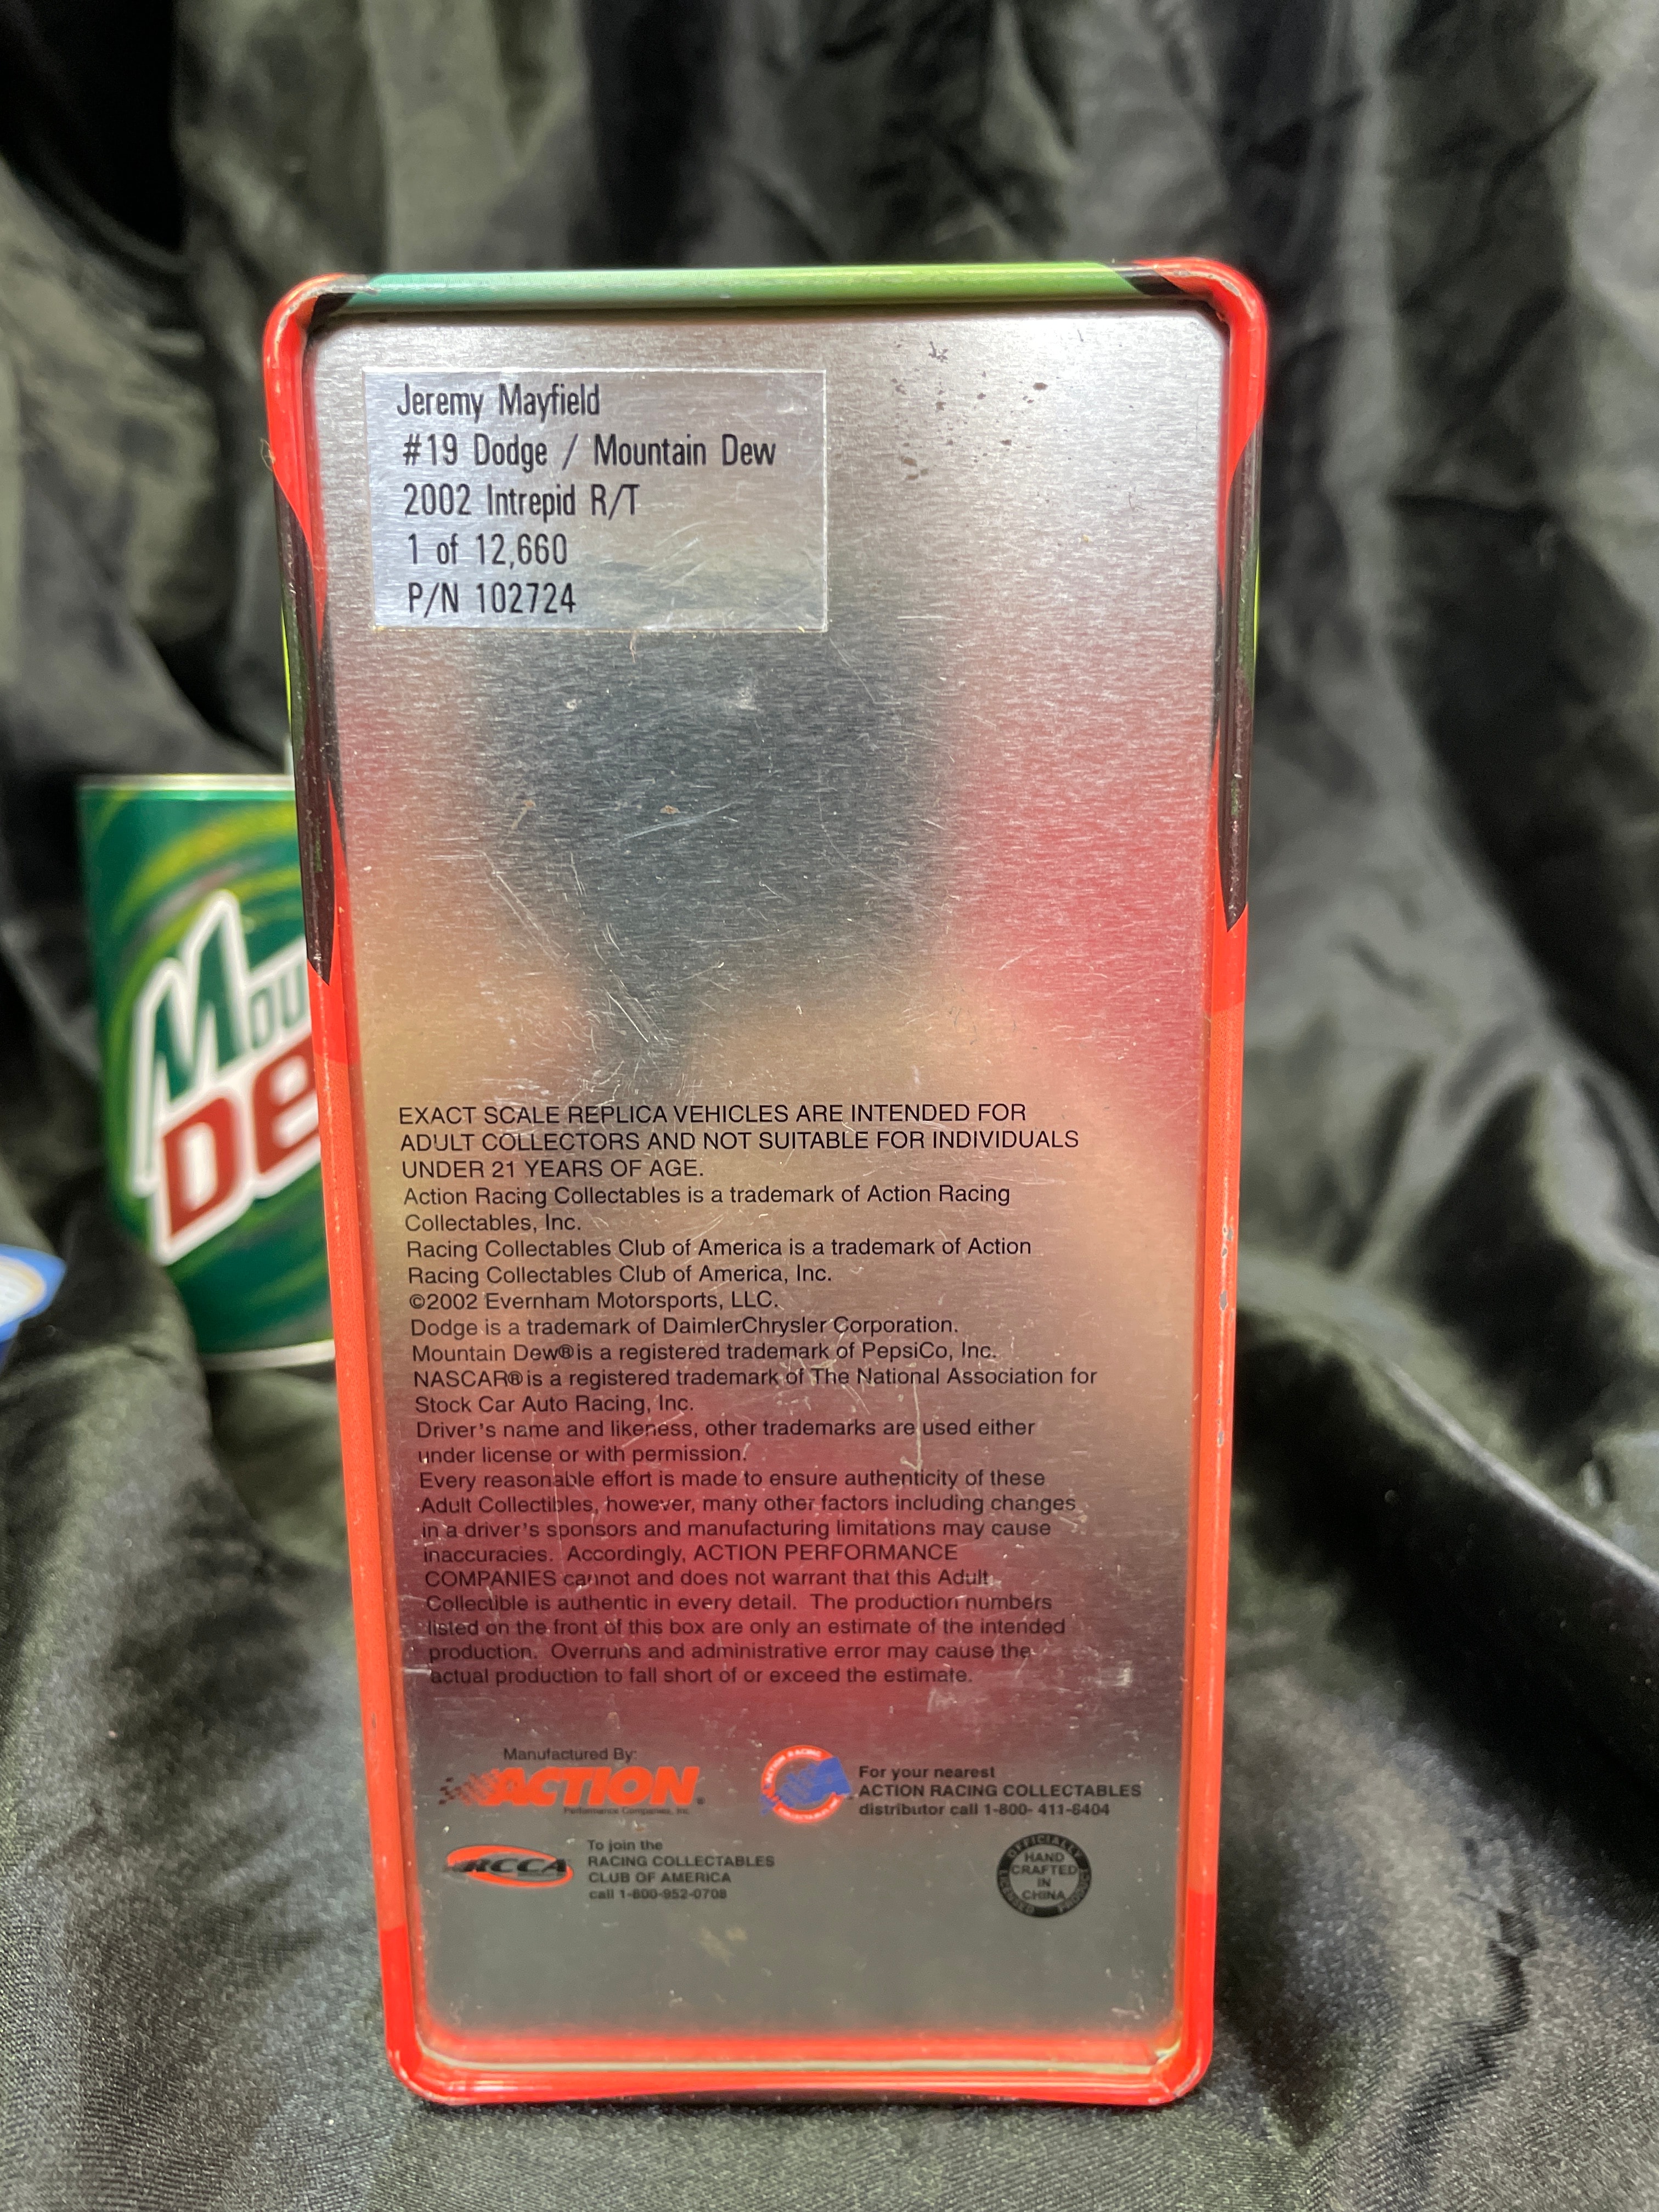 Jeremy Mayfield
#19 Dodge / Mountain Dew
2002 Intrepid R/T
1 of 12,660
P/N 102724
MOU
DE
EXACT SCALE REPLICA VEHICLES ARE INTENDED FOR
ADULT COLLECTORS AND NOT SUITABLE FOR INDIVIDUALS
UNDER 21 YEARS OF AGE.
Action Racing Collectables is a trademark of Action Racing
Collectables, Inc.
Racing Collectables Club of America is a trademark of Action
Racing Collectables Club of America, Inc.
©2002 Evernham Motorsports, LLC.
Dodge is a trademark of DaimlerChrysler Corporation.
Mountain Dew® is a registered trademark of PepsiCo, Inc.
NASCAR® is a registered trademark of The National Association for
Stock Car Auto Racing, Inc.
Driver's name and likeness, other trademarks are used either
under license or with permission.
Every reasonable effort is made to ensure authenticity of these
Adult Collectibles, however, many other factors including changes
in a driver's sponsors and manufacturing limitations may cause
inaccuracies. Accordingly, ACTION PERFORMANCE
COMPANIES cannot and does not warrant that this Adult
Collectible is authentic in every detail. The production numbers
listed on the front of this box are only an estimate of the intended
production. Overruns and administrative error may cause the
actual production to fall short of or exceed the estimate.
Manufactured By:
ACTION®
Performance Companies, Inc.
ACTION RACING
COLLECTABLES, INC.
For your nearest
ACTION RACING COLLECTABLES
distributor call 1-800- 411-6404
RCCA
To join the
RACING COLLECTABLES
CLUB OF AMERICA
call 1-800-952-0708
OFFICIALLY
LICENSED PRODUCT
HAND
CRAFTED
IN
CHINA